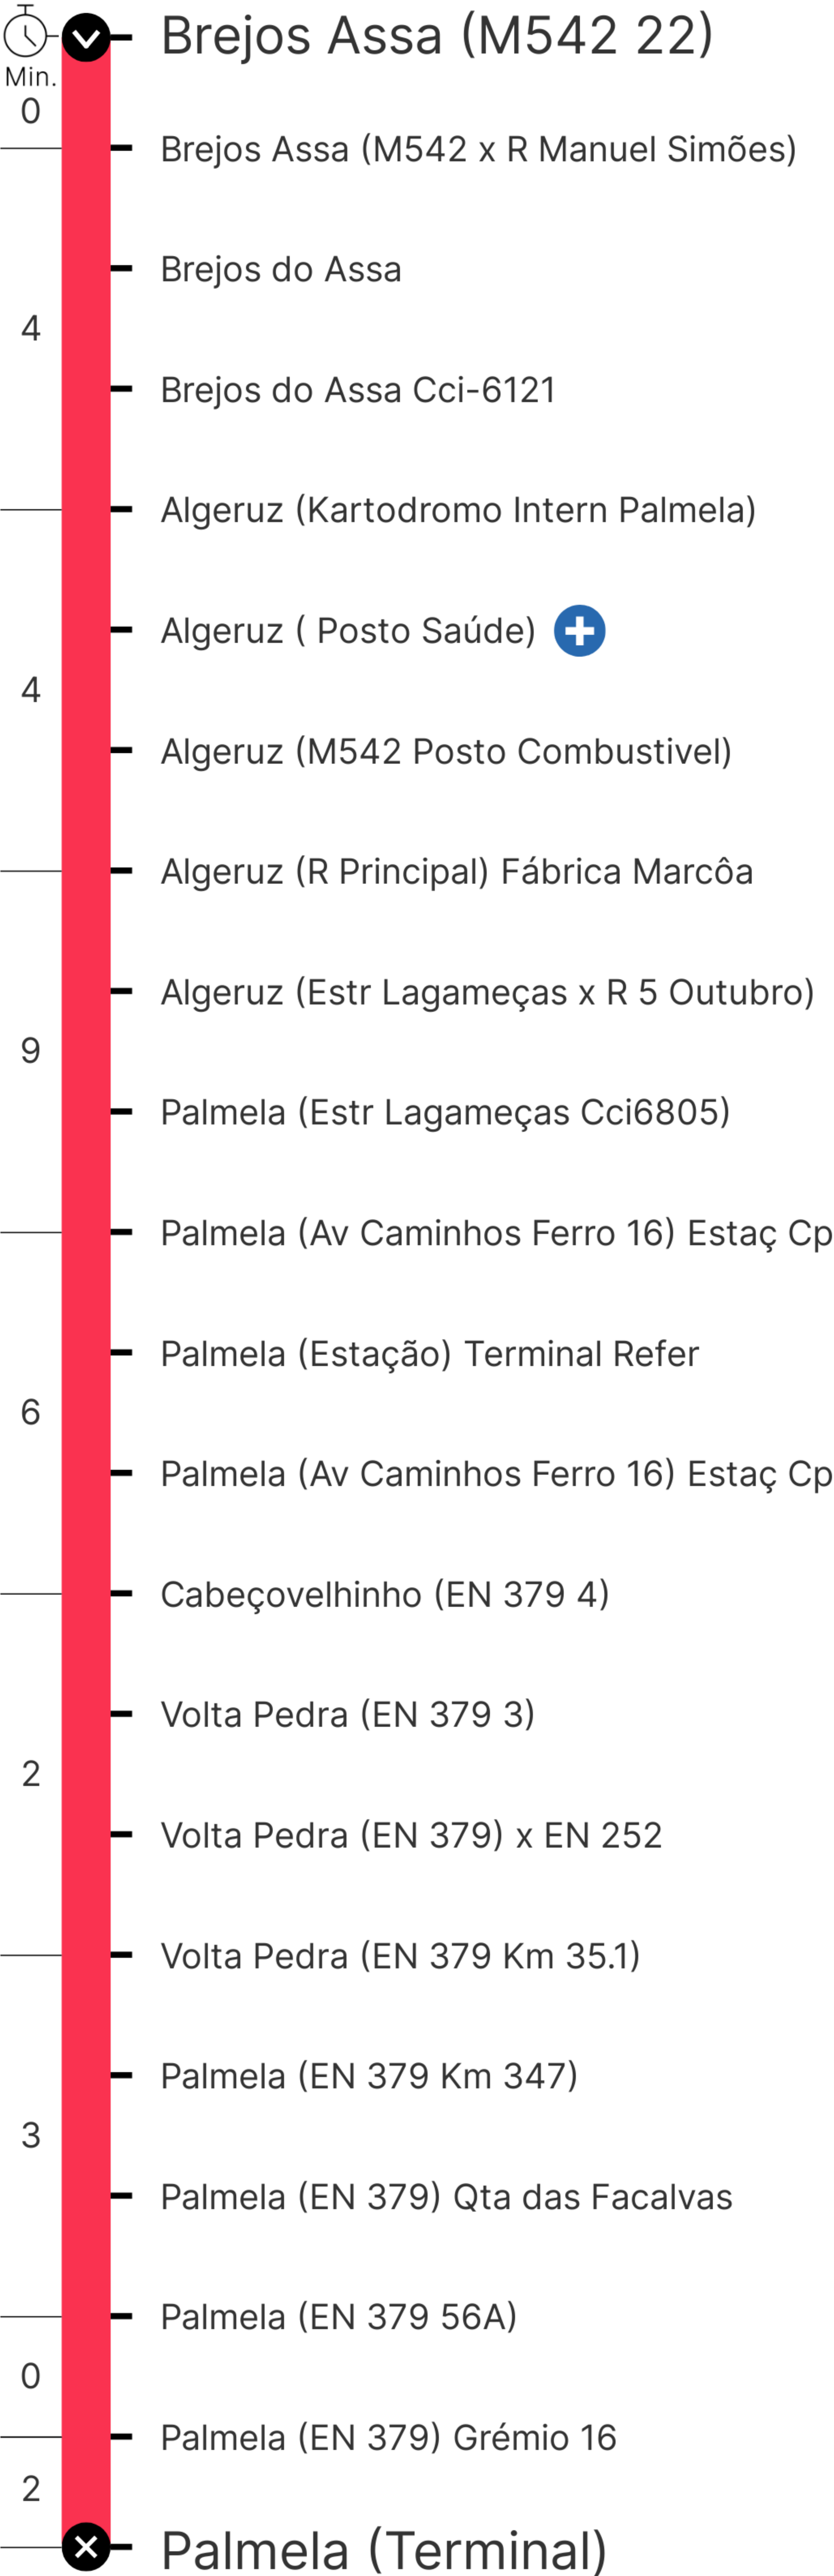 Brejos Assa (M542 22)
Min.
0
Brejos Assa (M542 x R Manuel Simões)
Brejos do Assa
4
Brejos do Assa Cci-6121
Algeruz (Kartodromo Intern Palmela)
Algeruz ( Posto Saúde)
4
Algeruz (M542 Posto Combustivel)
Algeruz (R Principal) Fábrica Marcôa
Algeruz (Estr Lagameças x R 5 Outubro)
9
Palmela (Estr Lagameças Cci6805)
Palmela (Av Caminhos Ferro 16) Estaç Cp
Palmela (Estação) Terminal Refer
6
Palmela (Av Caminhos Ferro 16) Estaç Cp
Cabeçovelhinho (EN 379 4)
Volta Pedra (EN 379 3)
2
Volta Pedra (EN 379) x EN 252
Volta Pedra (EN 379 Km 35.1)
Palmela (EN 379 Km 347)
3
Palmela (EN 379) Qta das Facalvas
Palmela (EN 379 56A)
0
Palmela (EN 379) Grémio 16
2
Palmela (Terminal)